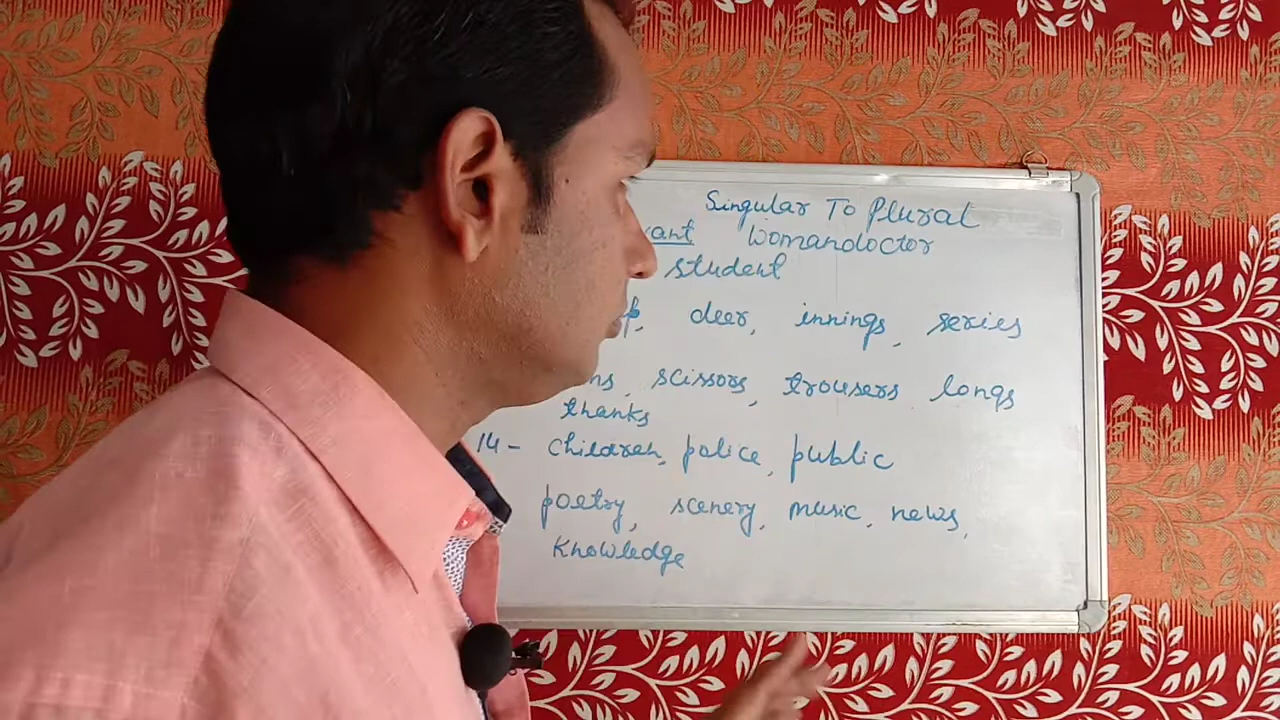 Singular To Plural
Womandoctor
student
deer, innings, series
scissors, trousers longs
thanks
14- children, police, public
poetry, scenery, music, news,
Knowledge